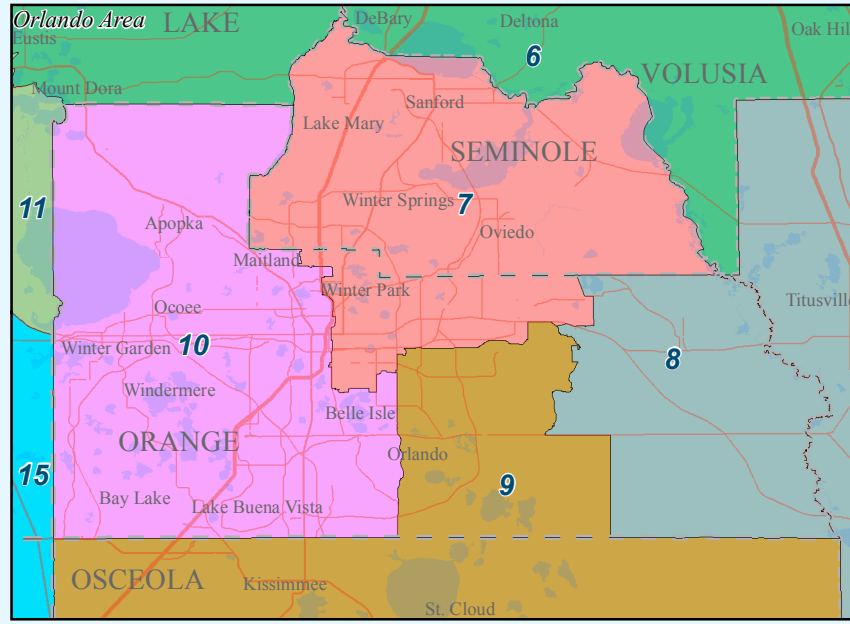 Orlando Area
LAKE
DeBary
Deltona
Oak Hil
Eustis
6
VOLUSIA
Mount Dora
Sanford
Lake Mary
SEMINOLE
Winter Springs
7
11
Apopka
Oviedo
Maitland
Winter Park
Titusville
Ocoee
10
Winter Garden
8
Windermere
Belle Isle
ORANGE
Orlando
15
9
Bay Lake
Lake Buena Vista
OSCEOLA
Kissimmee
St. Cloud